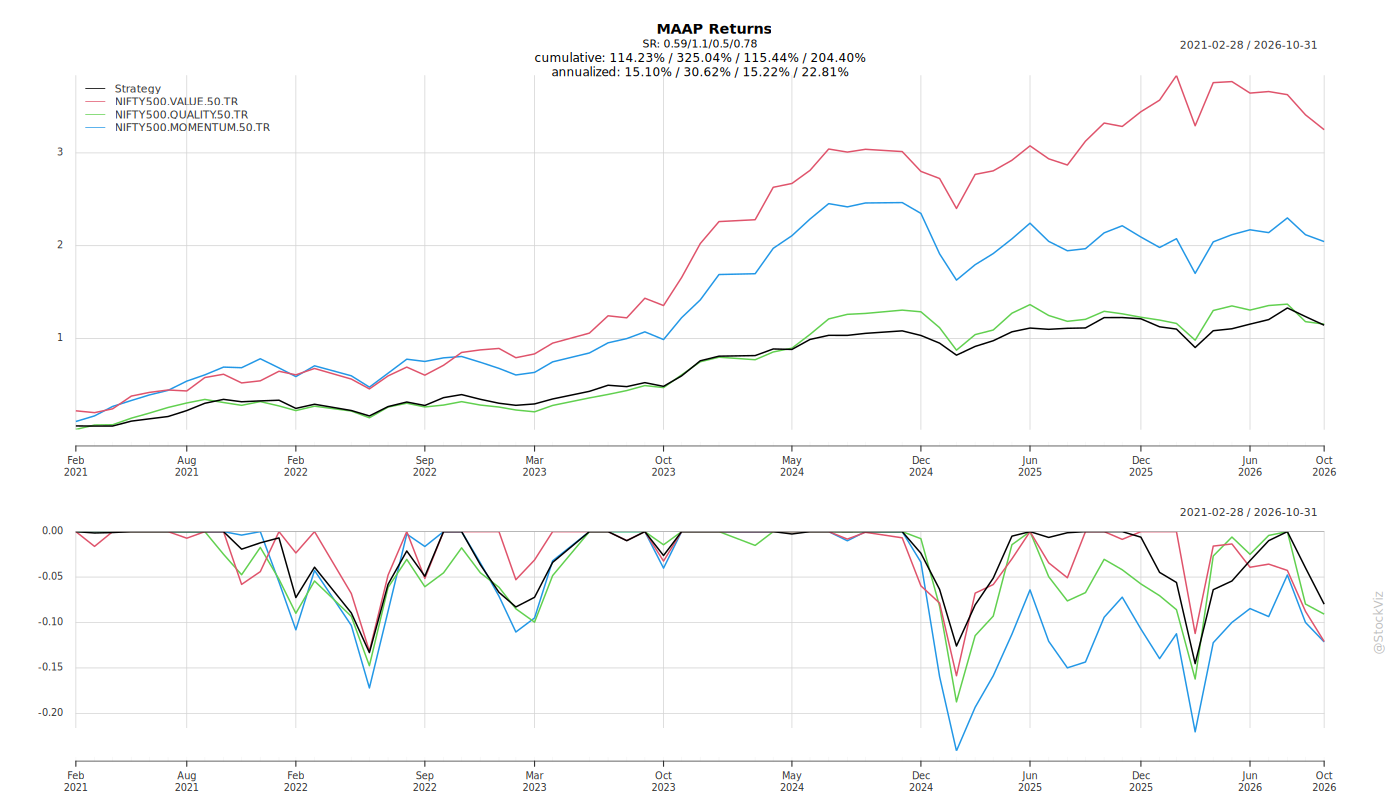 MAAP Returns
SR: 0.59/1.1/0.5/0.78
cumulative: 114.23% / 325.04% / 115.44% / 204.40%
annualized: 15.10% / 30.62% / 15.22% / 22.81%
2021-02-28 / 2026-10-31
Strategy
NIFTY500.VALUE.50.TR
NIFTY500.QUALITY.50.TR
NIFTY500.MOMENTUM.50.TR
3
2
1
Feb 2021
Aug 2021
Feb 2022
Sep 2022
Mar 2023
Oct 2023
May 2024
Dec 2024
Jun 2025
Dec 2025
Jun 2026
Oct 2026
2021-02-28 / 2026-10-31
0.00
-0.05
-0.10
-0.15
-0.20
Feb 2021
Aug 2021
Feb 2022
Sep 2022
Mar 2023
Oct 2023
May 2024
Dec 2024
Jun 2025
Dec 2025
Jun 2026
Oct 2026
@StockViz